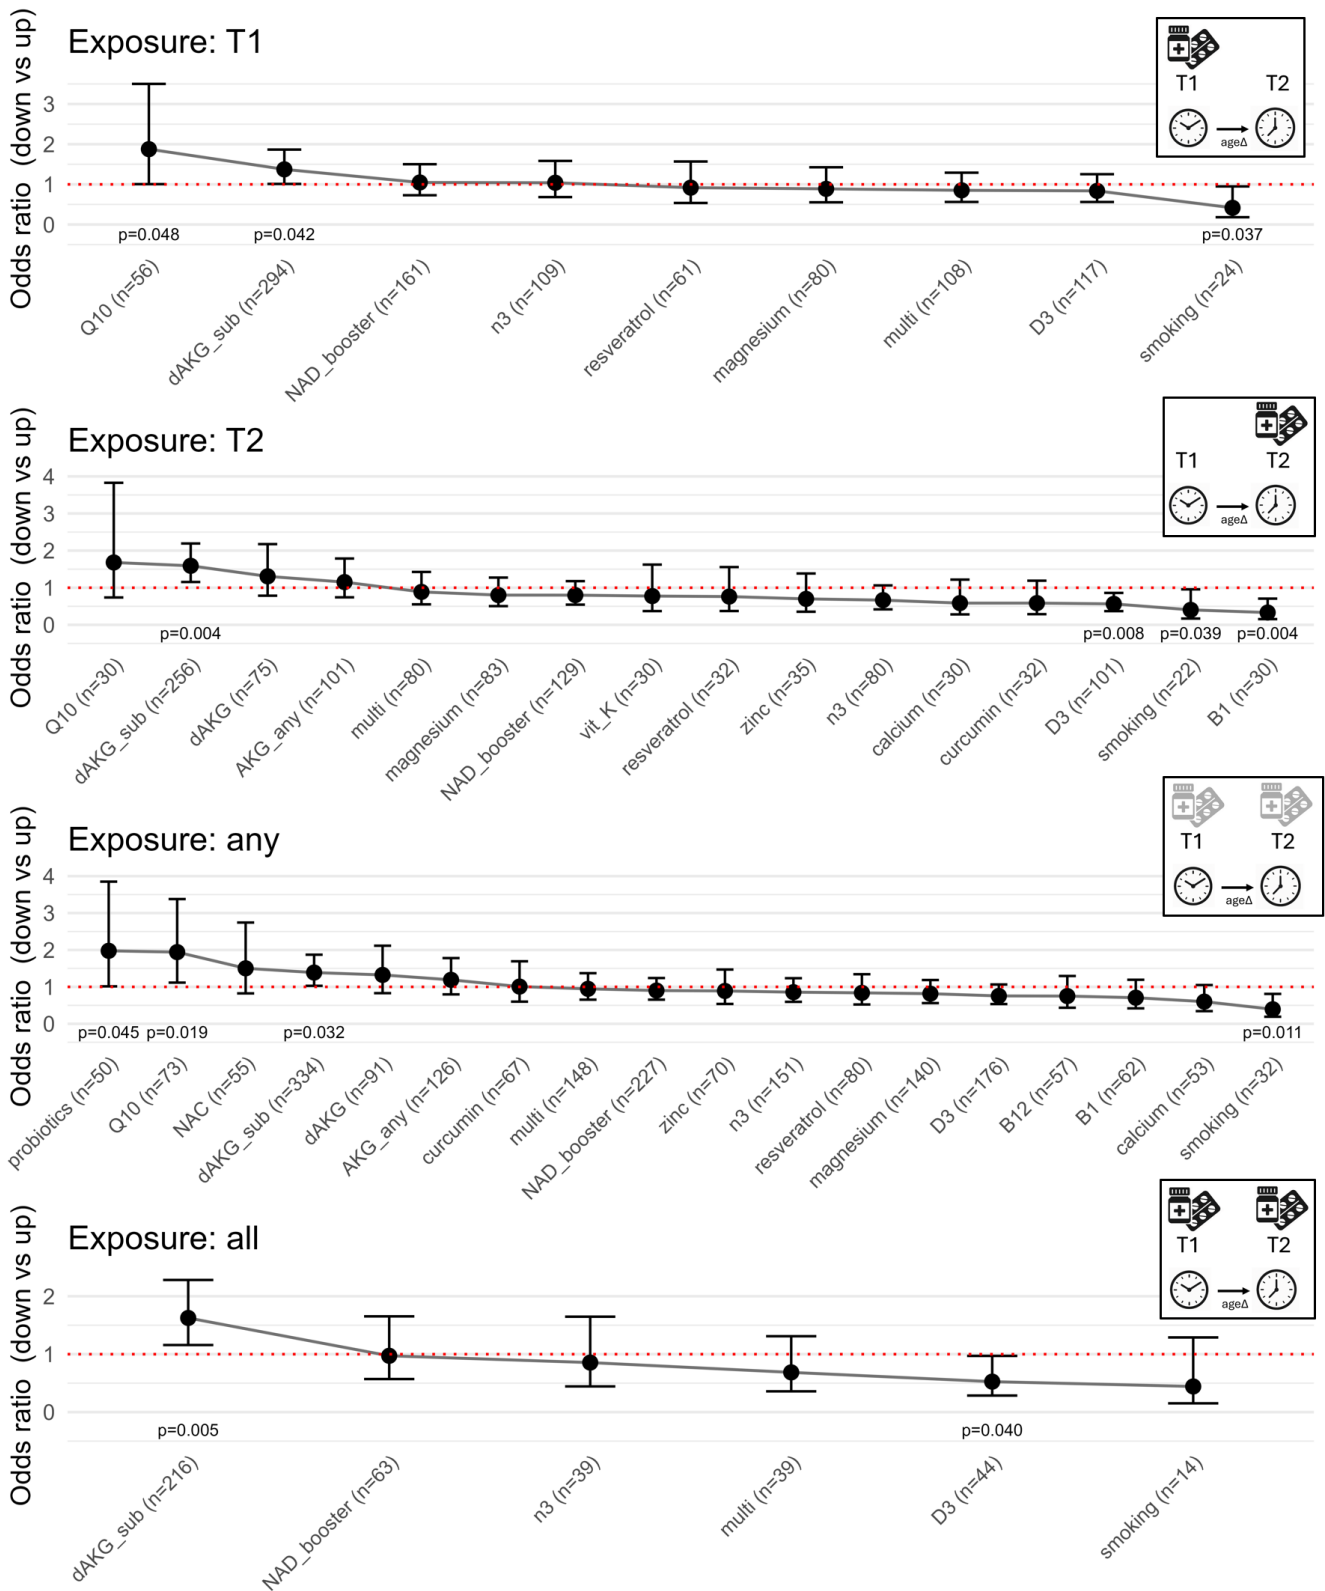 Exposure: T1
Odds ratio (down vs up)
3
2
1
0
p=0.048
p=0.042
p=0.037
Q10 (n=56)
dAKG_sub (n=294)
NAD_booster (n=161)
n3 (n=109)
resveratrol (n=61)
magnesium (n=80)
multi (n=108)
D3 (n=117)
smoking (n=24)
T1 T2
ageΔ
Exposure: T2
Odds ratio (down vs up)
4
3
2
1
0
p=0.004
p=0.008
p=0.039
p=0.004
Q10 (n=30)
dAKG_sub (n=256)
dAKG (n=75)
AKG_any (n=101)
multi (n=80)
magnesium (n=83)
NAD_booster (n=129)
vit_K (n=30)
resveratrol (n=32)
zinc (n=35)
n3 (n=80)
calcium (n=30)
curcumin (n=32)
D3 (n=101)
smoking (n=22)
B1 (n=30)
T1 T2
ageΔ
Exposure: any
Odds ratio (down vs up)
4
3
2
1
0
p=0.045
p=0.019
p=0.032
p=0.011
probiotics (n=50)
Q10 (n=73)
NAC (n=55)
dAKG_sub (n=334)
dAKG (n=91)
AKG_any (n=126)
curcumin (n=67)
multi (n=148)
NAD_booster (n=227)
zinc (n=70)
n3 (n=151)
resveratrol (n=80)
magnesium (n=140)
D3 (n=176)
B12 (n=57)
B1 (n=62)
calcium (n=53)
smoking (n=32)
T1 T2
ageΔ
Exposure: all
Odds ratio (down vs up)
2
1
0
p=0.005
p=0.040
dAKG_sub (n=216)
NAD_booster (n=63)
n3 (n=39)
multi (n=39)
D3 (n=44)
smoking (n=14)
T1 T2
ageΔ